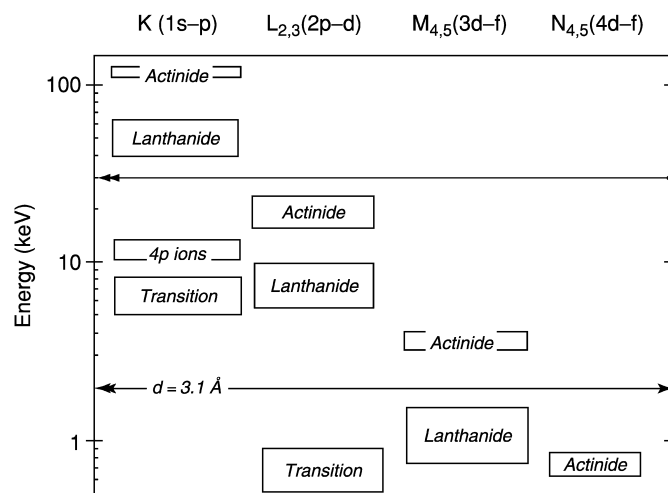 K (1s–p) L2,3(2p–d) M4,5(3d–f) N4,5(4d–f)
100
Actinide
Lanthanide
Actinide
4p ions
10
Transition
Lanthanide
Actinide
d = 3.1 Å
1
Lanthanide
Transition
Actinide
Energy (keV)